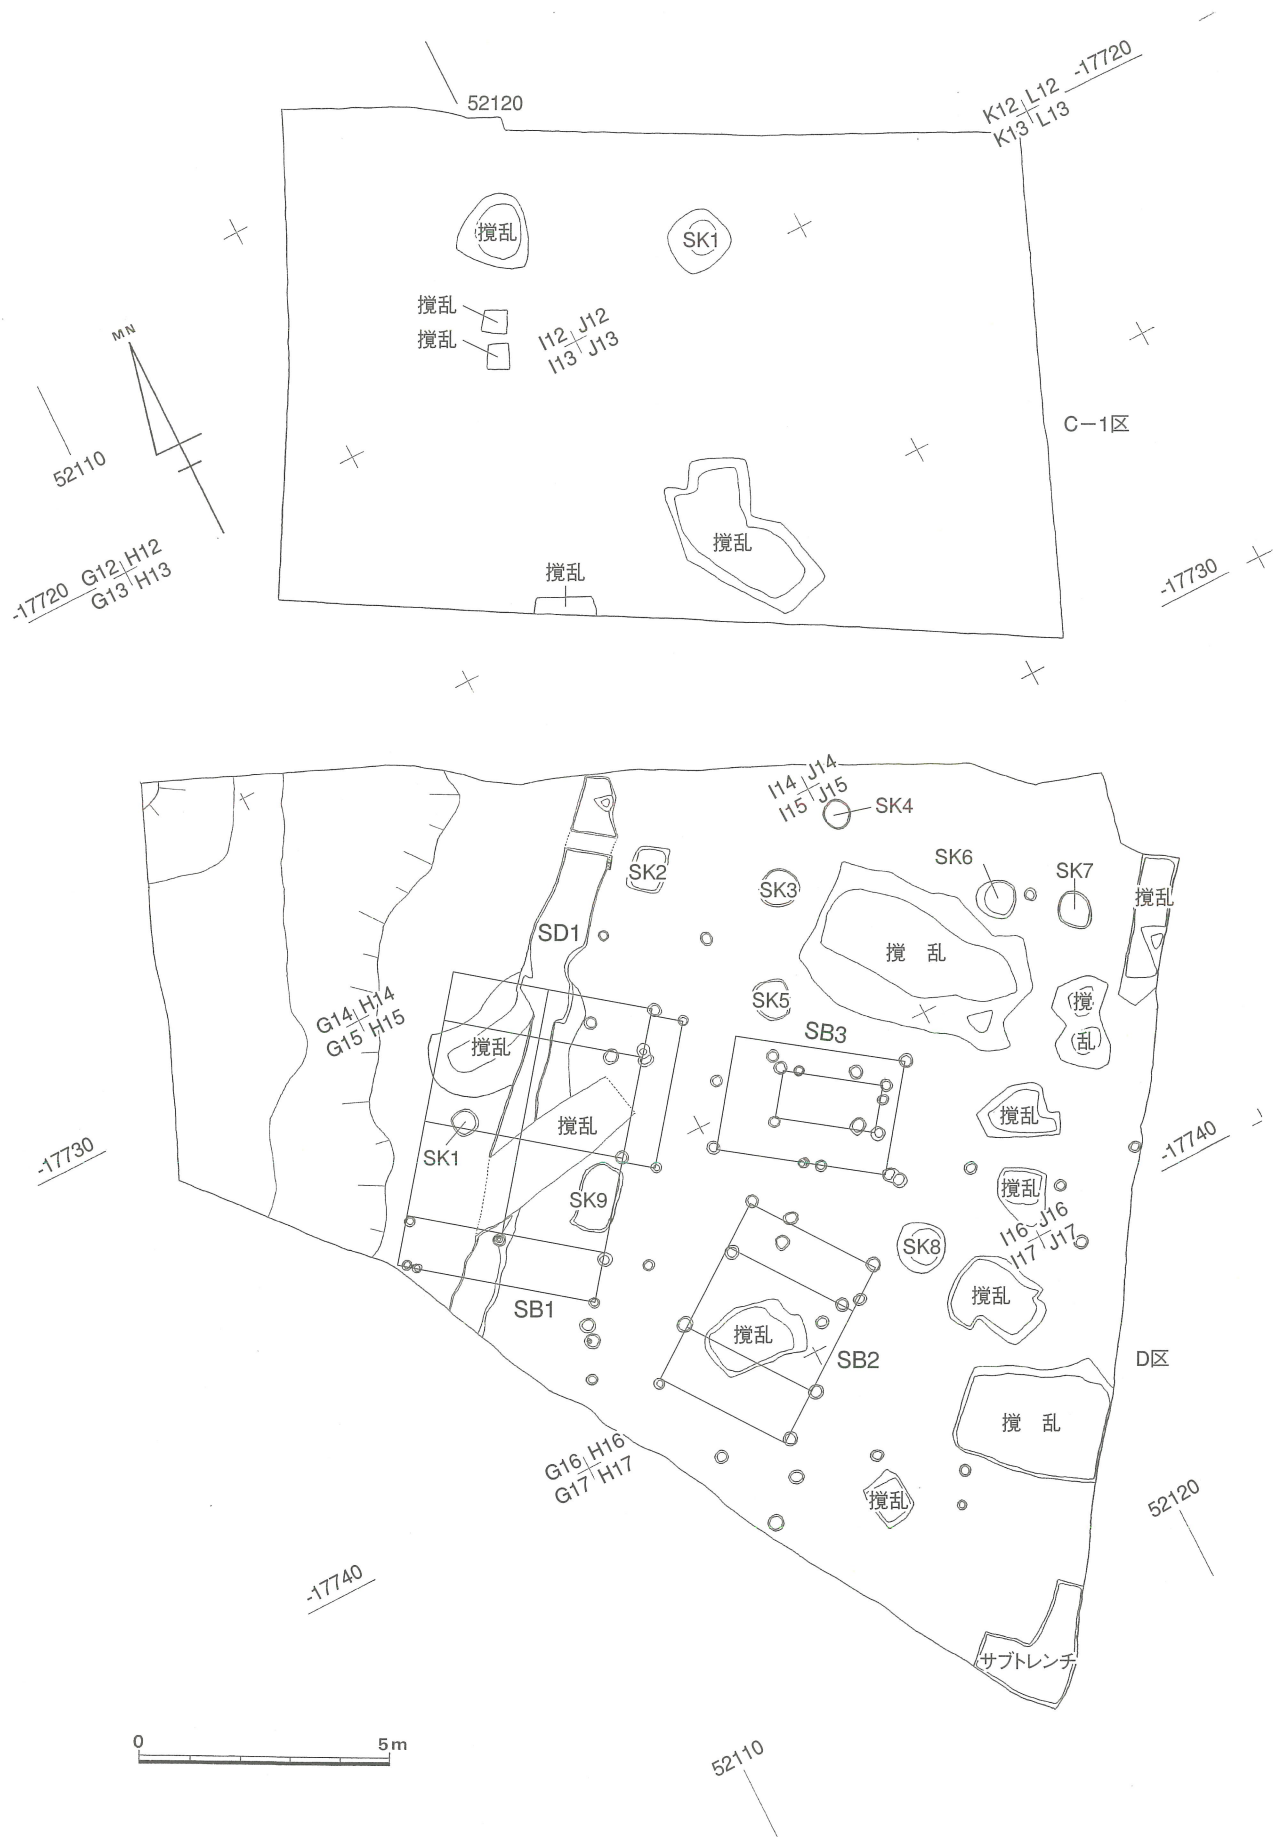 -17720
52120
K12 L12
K13 L13
撹乱
SK1
撹乱
撹乱
I12 J12
I13 J13
MN
52110
C－1区
撹乱
撹乱
-17720
G12 H12
G13 H13
-17730
I14 J14
I15 J15
SK4
SK2
SK3
SK6
SK7
撹乱
SD1
撹　乱
SK5
撹
乱
G14 H14
G15 H15
SB3
撹乱
撹乱
撹乱
SK1
-17730
-17740
SK9
撹乱
I16 J16
I17 J17
SK8
撹乱
SB1
撹乱
SB2
D区
撹　乱
G16 H16
G17 H17
撹乱
52120
-17740
サブトレンチ
0
5m
52110